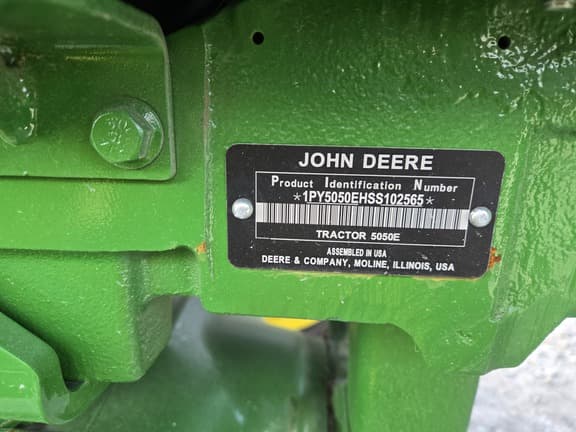 JOHN DEERE
Product Identification Number
*1PY5050EHSS102565*
TRACTOR 5050E
ASSEMBLED IN USA
DEERE & COMPANY, MOLINE, ILLINOIS, USA